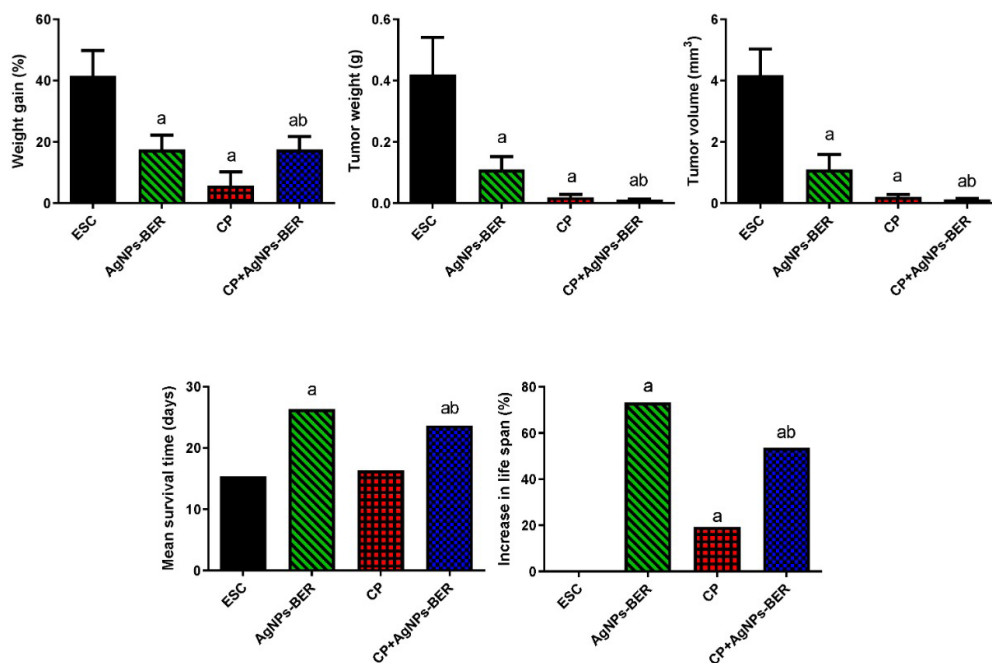 Weight gain (%)
60
40
20
0
a
a
ab
ESC
AgNPs-BER
CP
CP+AgNPs-BER
Tumor weight (g)
0.6
0.4
0.2
0.0
a
a
ab
ESC
AgNPs-BER
CP
CP+AgNPs-BER
Tumor volume (mm³)
6
4
2
0
a
a
ab
ESC
AgNPs-BER
CP
CP+AgNPs-BER
Mean survival time (days)
30
20
10
0
a
ab
ESC
AgNPs-BER
CP
CP+AgNPs-BER
Increase in life span (%)
80
60
40
20
0
a
a
ab
ESC
AgNPs-BER
CP
CP+AgNPs-BER